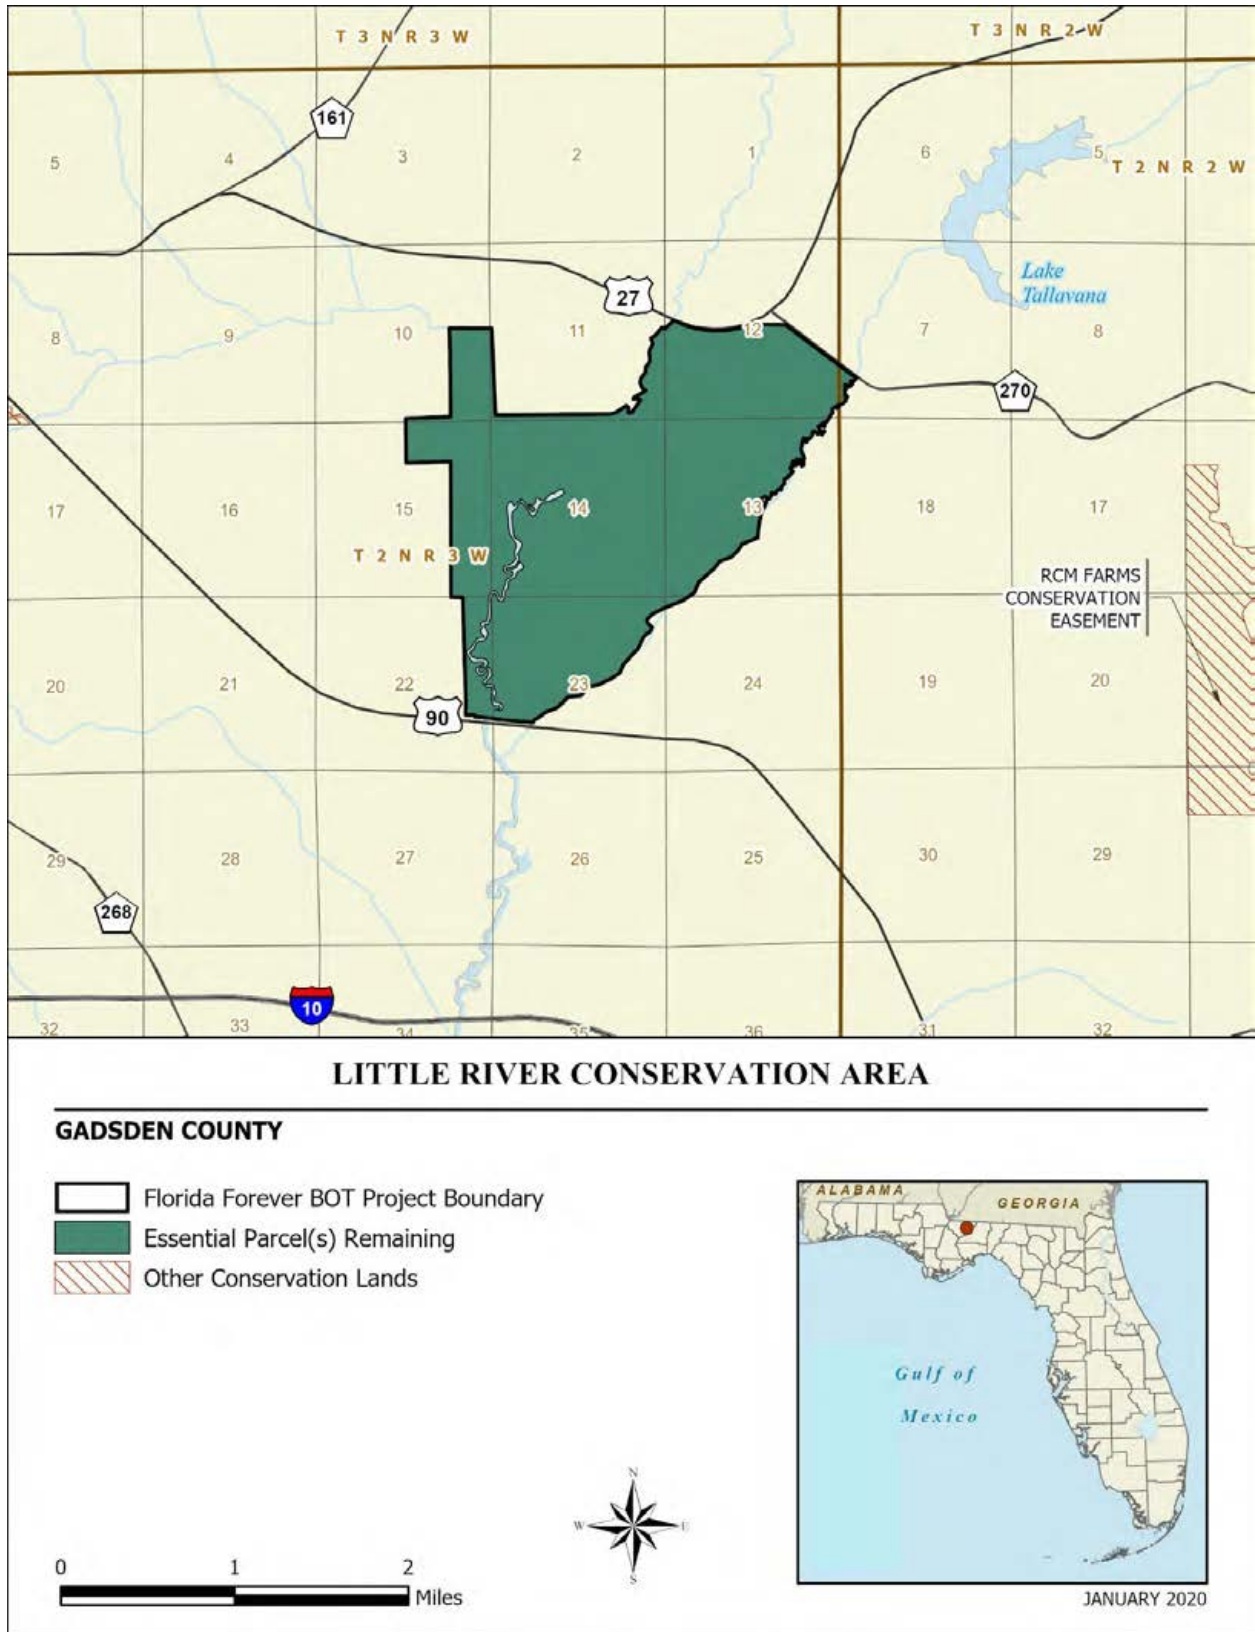 T 3 N R 3 W
T 3 N R 2 W
161
5
4
3
2
1
6
5
T 2 N R 2 W
Lake
Tallavana
27
8
9
10
11
12
7
8
270
17
16
15
14
13
18
17
T 2 N R 3 W
RCM FARMS
CONSERVATION
EASEMENT
20
21
22
23
24
19
20
90
29
28
27
26
25
30
29
268
10
32
33
34
35
36
31
32
LITTLE RIVER CONSERVATION AREA
GADSDEN COUNTY
Florida Forever BOT Project Boundary
Essential Parcel(s) Remaining
Other Conservation Lands
ALABAMA
GEORGIA
Gulf of
Mexico
N
W
E
S
0 1 2
Miles
JANUARY 2020